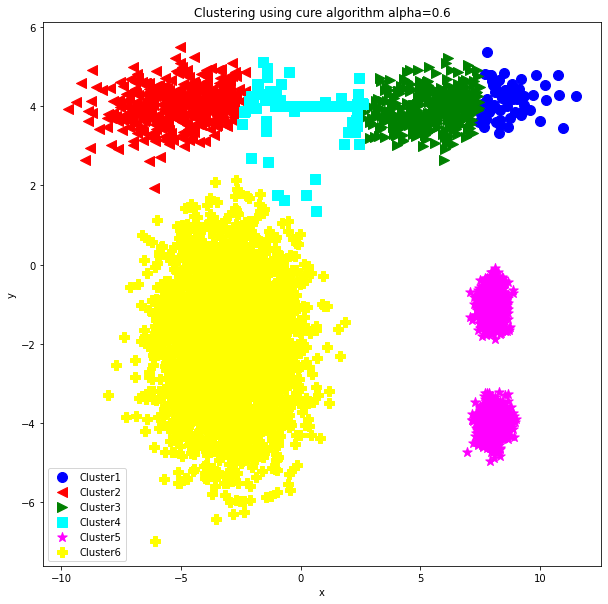 Clustering using cure algorithm alpha=0.6
6
4
2
0
−2
−4
−6
y
−10
−5
0
5
10
x
Cluster1
Cluster2
Cluster3
Cluster4
Cluster5
Cluster6